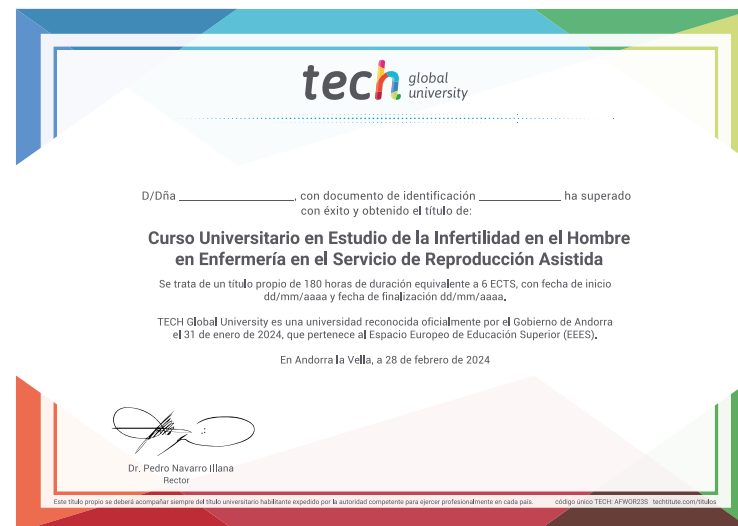 tech global university
D/Dña ____________________, con documento de identificación ______________ ha superado
con éxito y obtenido el título de:
Curso Universitario en Estudio de la Infertilidad en el Hombre
en Enfermería en el Servicio de Reproducción Asistida
Se trata de un título propio de 180 horas de duración equivalente a 6 ECTS, con fecha de inicio
dd/mm/aaaa y fecha de finalización dd/mm/aaaa.
TECH Global University es una universidad reconocida oficialmente por el Gobierno de Andorra
el 31 de enero de 2024, que pertenece al Espacio Europeo de Educación Superior (EEES).
En Andorra la Vella, a 28 de febrero de 2024
Dr. Pedro Navarro Illana
Rector
Este título propio se deberá acompañar siempre del título universitario habilitante expedido por la autoridad competente para ejercer profesionalmente en cada país. código único TECH: AFWOR23S techtitute.com/titulos